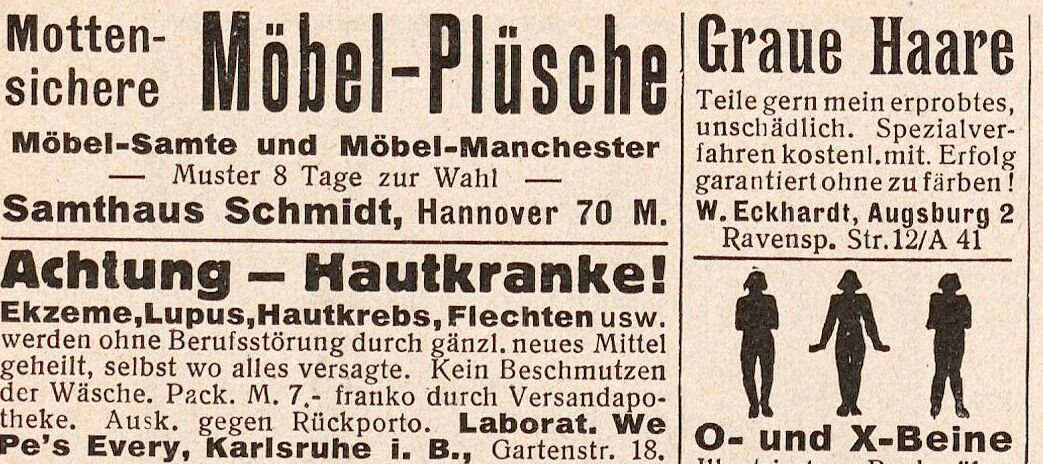 Motten-
sichere
Möbel-Plüsche
Möbel-Samte und Möbel-Manchester
— Muster 8 Tage zur Wahl —
Samthaus Schmidt, Hannover 70 M.
Achtung — Hautkranke!
Ekzeme, Lupus, Hautkrebs, Flechten usw.
werden ohne Berufsstörung durch gänzl. neues Mittel
geheilt, selbst wo alles versagte. Kein Beschmutzen
der Wäsche. Pack. M. 7.- franko durch Versandapo-
theke. Ausk. gegen Rückporto. Laborat. We
Pe's Every, Karlsruhe i. B., Gartenstr. 18.
Graue Haare
Teile gern mein erprobtes,
unschädlich. Spezialver-
fahren kostenl. mit. Erfolg
garantiert ohne zu färben!
W. Eckhardt, Augsburg 2
Ravensp. Str. 12/A 41
O- und X-Beine